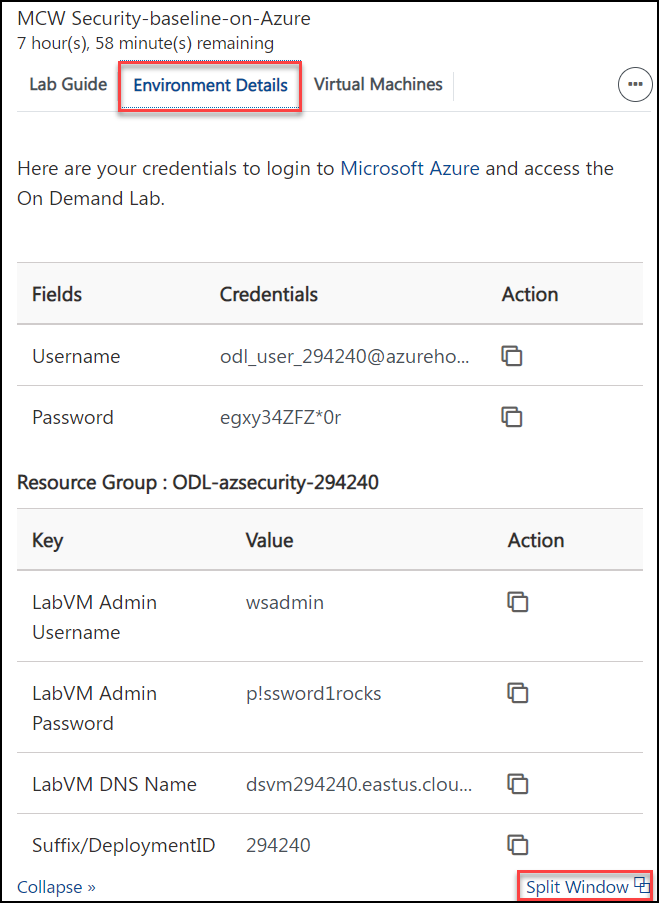 MCW Security-baseline-on-Azure
7 hour(s), 58 minute(s) remaining
Lab Guide Environment Details Virtual Machines
Here are your credentials to login to Microsoft Azure and access the
On Demand Lab.
Fields Credentials Action
Username odl_user_294240@azureho...
Password egxy34ZFZ*0r
Resource Group : ODL-azsecurity-294240
Key Value Action
LabVM Admin wsadmin
Username
LabVM Admin p!ssword1rocks
Password
LabVM DNS Name dsvm294240.eastus.clou...
Suffix/DeploymentID 294240
Collapse » Split Window